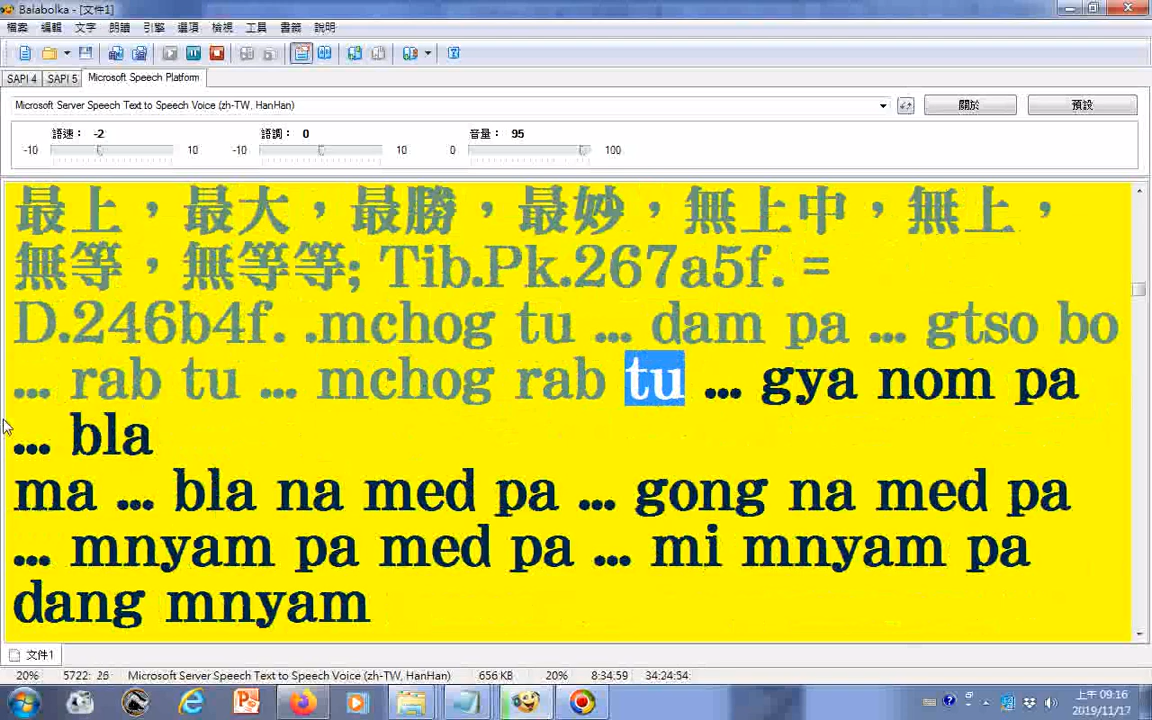 Balabolka - [文件1]
檔案 編輯 文字 朗讀 引擎 選項 檢視 工具 書籤 說明
SAPI 4 SAPI 5 Microsoft Speech Platform
Microsoft Server Speech Text to Speech Voice (zh-TW, HanHan) 關於 預設
語速： -2 語調： 0 音量： 95
-10 10 -10 10 0 100
最上，最大，最勝，最妙，無上中，無上，
無等，無等等; Tib.Pk.267a5f. =
D.246b4f. .mchog tu ... dam pa ... gtso bo
... rab tu ... mchog rab tu ... gya nom pa
... bla
ma ... bla na med pa ... gong na med pa
... mnyam pa med pa ... mi mnyam pa
dang mnyam
文件1
20% 5722: 26 Microsoft Server Speech Text to Speech Voice (zh-TW, HanHan) 656 KB 20% 8:34:59 34:24:54
上午 09:16
2019/11/17